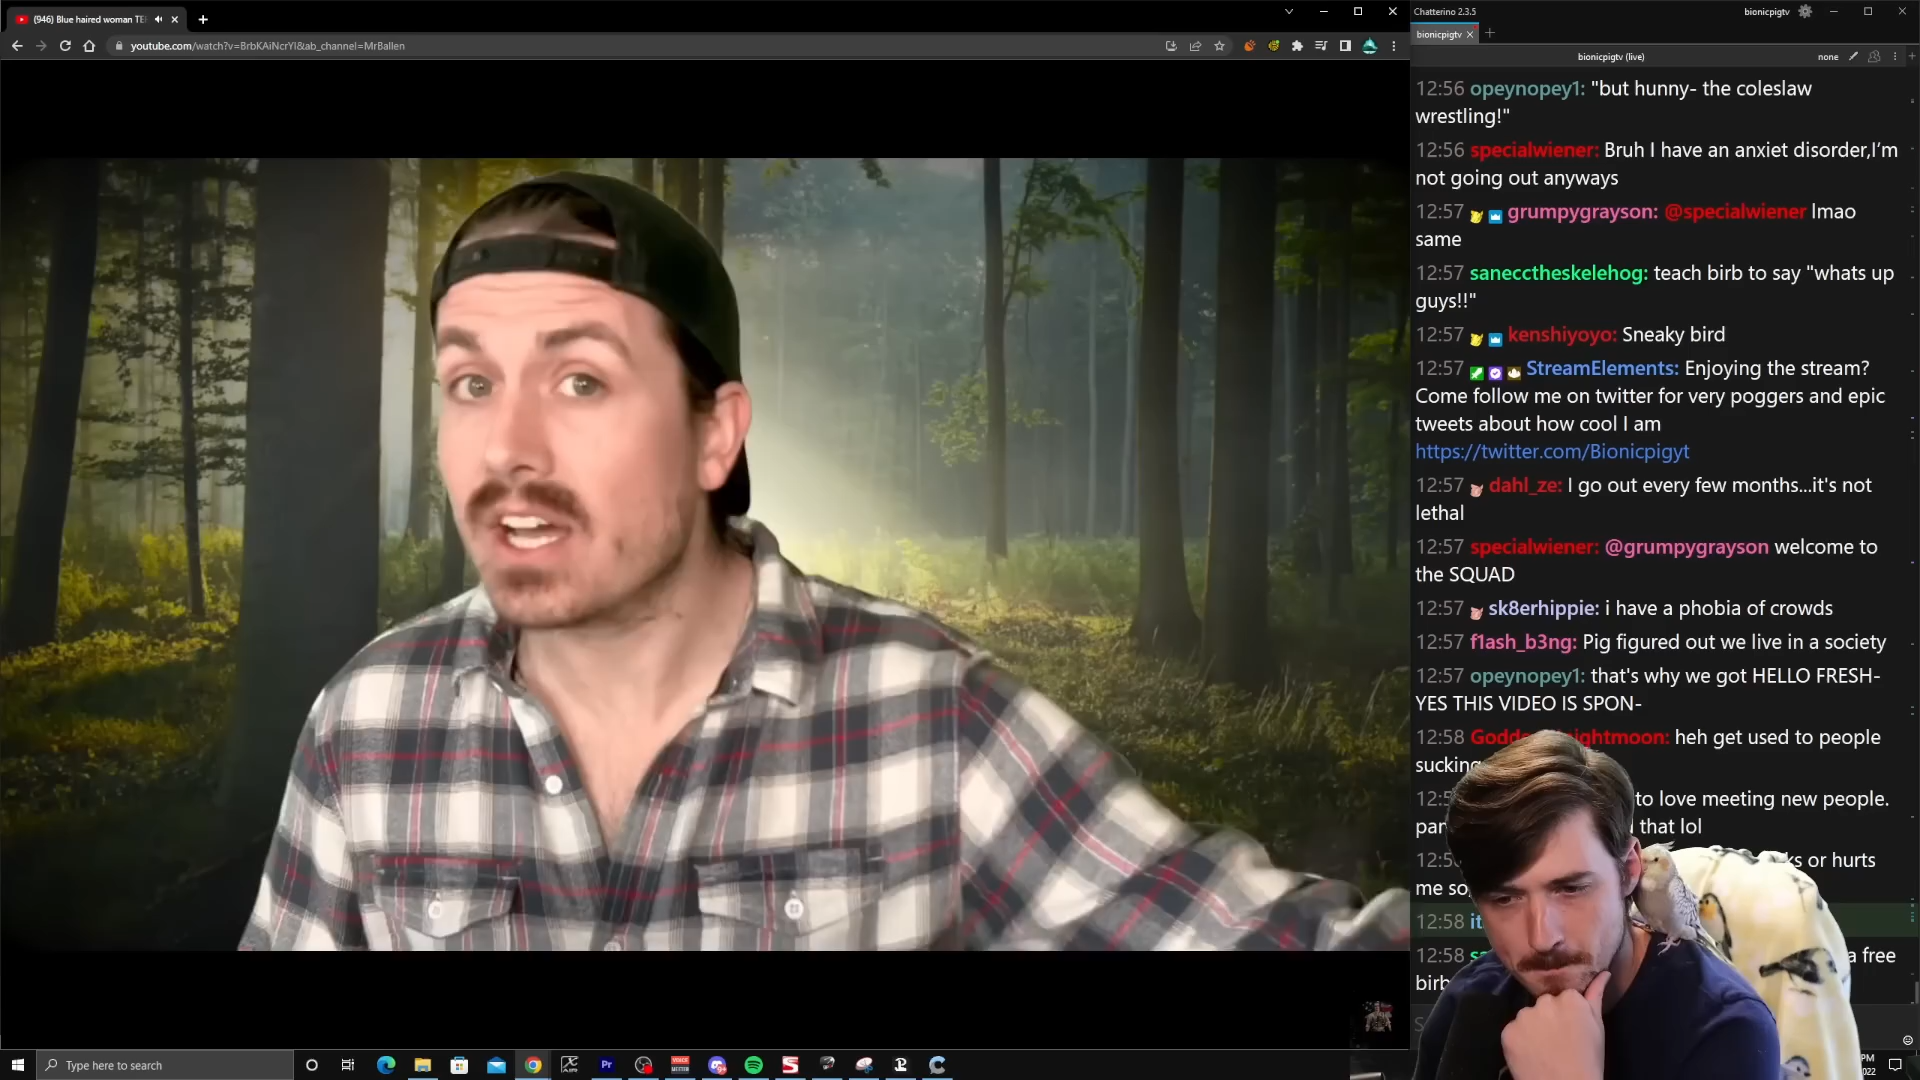 (946) Blue haired woman TE
Chatterino 2.3.5
bionicpigtv
youtube.com/watch?v=BrbKAiNcrYI&ab_channel=MrBallen
bionicpigtv
bionicpigtv (live)
none
12:56 opeynopey1: "but hunny- the coleslaw
wrestling!"
12:56 specialwiener: Bruh I have an anxiet disorder,I'm
not going out anyways
12:57 grumpygrayson: @specialwiener lmao
same
12:57 sanecctheskelehog: teach birb to say "whats up
guys!!"
12:57 kenshiyoyo: Sneaky bird
12:57 StreamElements: Enjoying the stream?
Come follow me on twitter for very poggers and epic
tweets about how cool I am
https://twitter.com/Bionicpigyt
12:57 dahl_ze: I go out every few months...it's not
lethal
12:57 specialwiener: @grumpygrayson welcome to
the SQUAD
12:57 sk8erhippie: i have a phobia of crowds
12:57 f1ash_b3ng: Pig figured out we live in a society
12:57 opeynopey1: that's why we got HELLO FRESH-
YES THIS VIDEO IS SPON-
12:58 heh get used to people
sucking
to love meeting new people.
that lol
or hurts
me
12:58
12:58 a free
birb
Type here to search
Pr
VOICE
PM